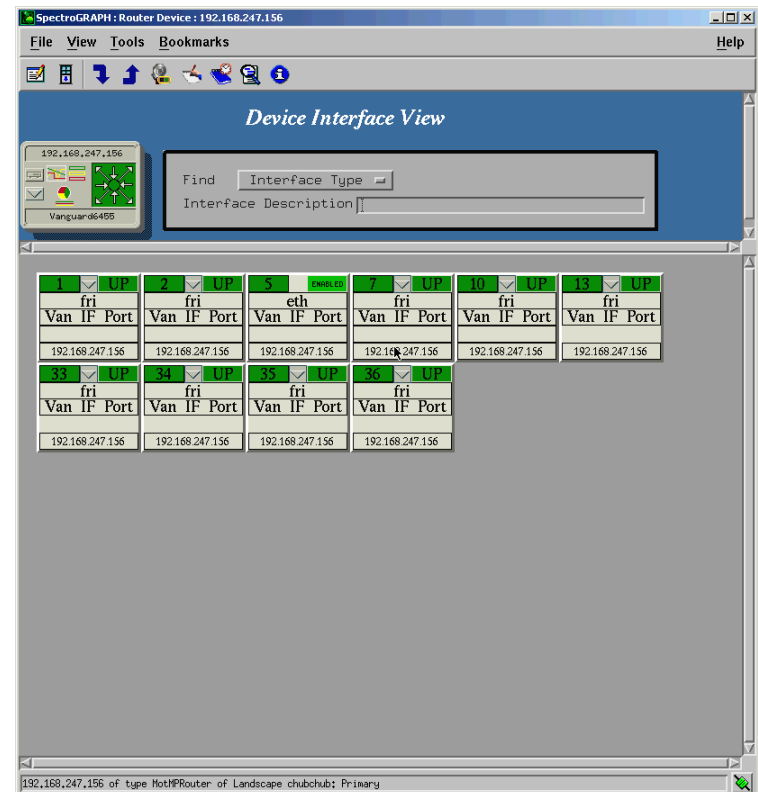 SpectroGRAPH : Router Device : 192.168.247.156
File View Tools Bookmarks Help
Device Interface View
192.168.247.156
Vanguard6455
Find Interface Type
Interface Description
1 UP 2 UP 5 ENABLED 7 UP 10 UP 13 UP
fri fri eth fri fri fri
Van IF Port Van IF Port Van IF Port Van IF Port Van IF Port Van IF Port
192.168.247.156 192.168.247.156 192.168.247.156 192.168.247.156 192.168.247.156 192.168.247.156
33 UP 34 UP 35 UP 36 UP
fri fri fri fri
Van IF Port Van IF Port Van IF Port Van IF Port
192.168.247.156 192.168.247.156 192.168.247.156 192.168.247.156
192.168.247.156 of type MotMPRouter of Landscape chubchub: Primary